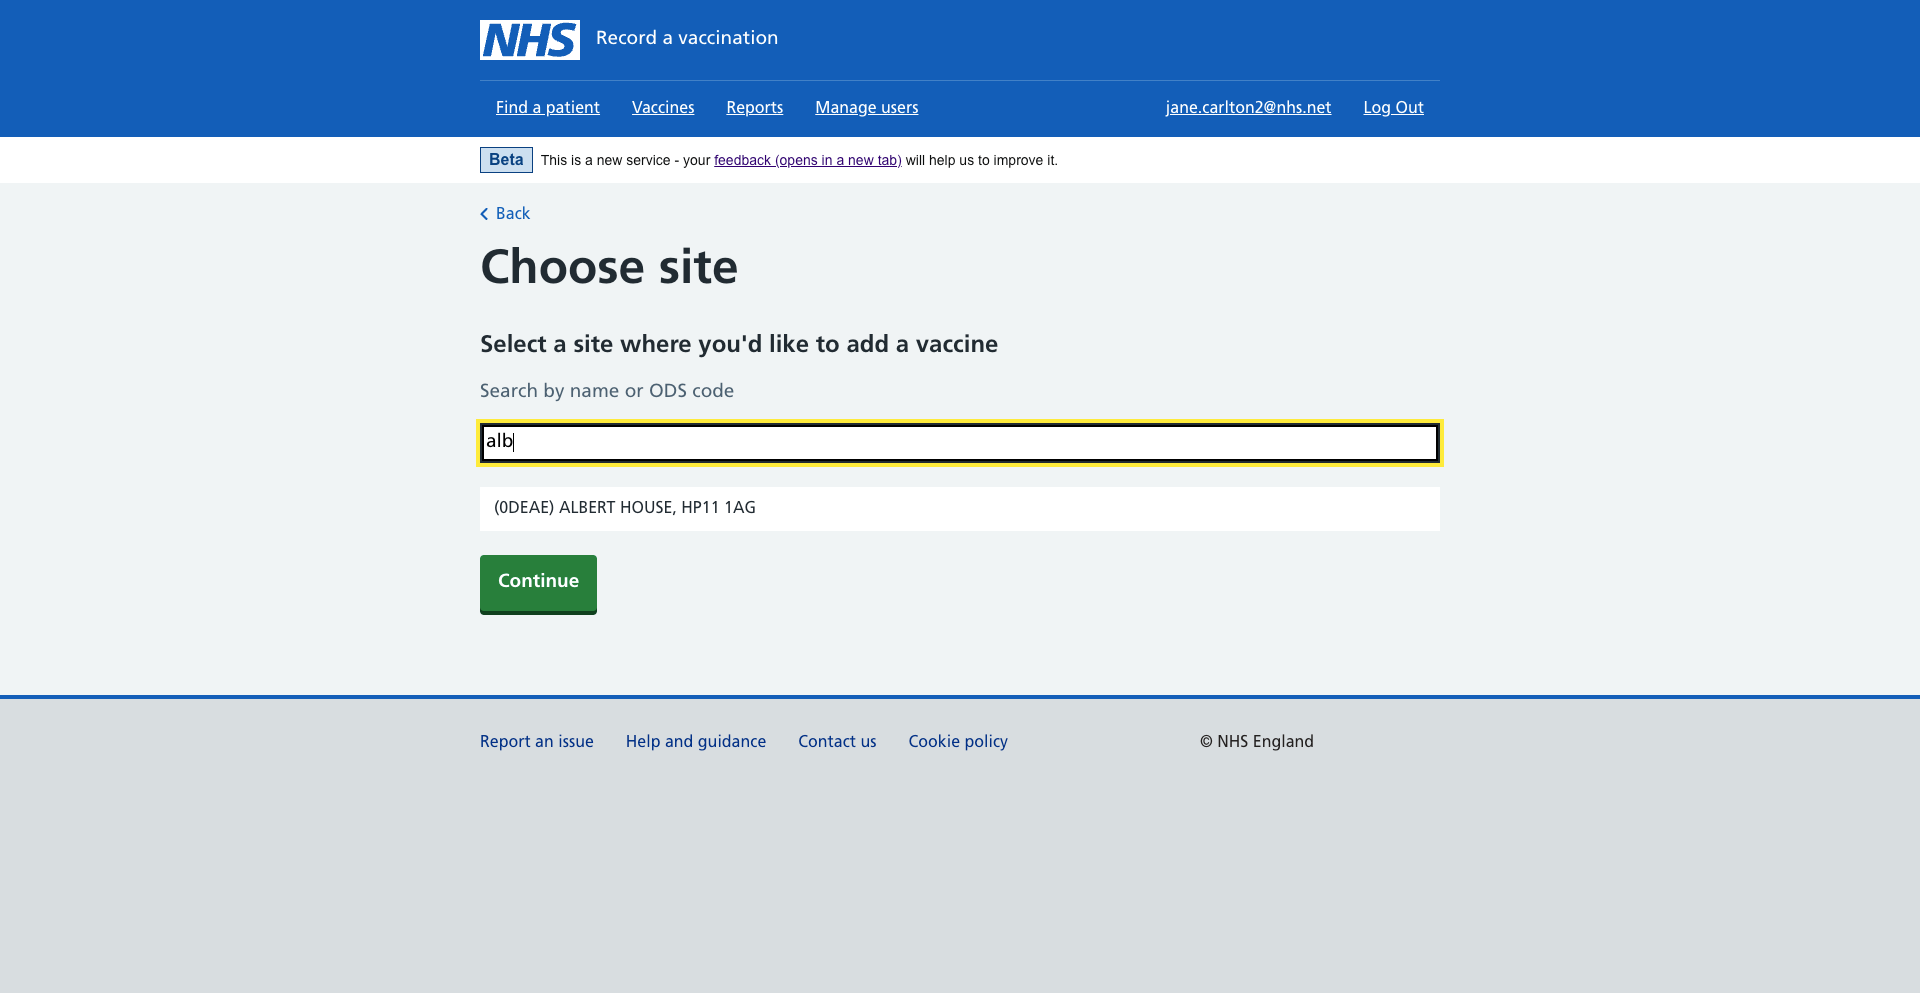 NHS Record a vaccination
Find a patient Vaccines Reports Manage users jane.carlton2@nhs.net Log Out
Beta This is a new service - your feedback (opens in a new tab) will help us to improve it.
Back
Choose site
Select a site where you'd like to add a vaccine
Search by name or ODS code
alb
(0DEAE) ALBERT HOUSE, HP11 1AG
Continue
Report an issue Help and guidance Contact us Cookie policy © NHS England